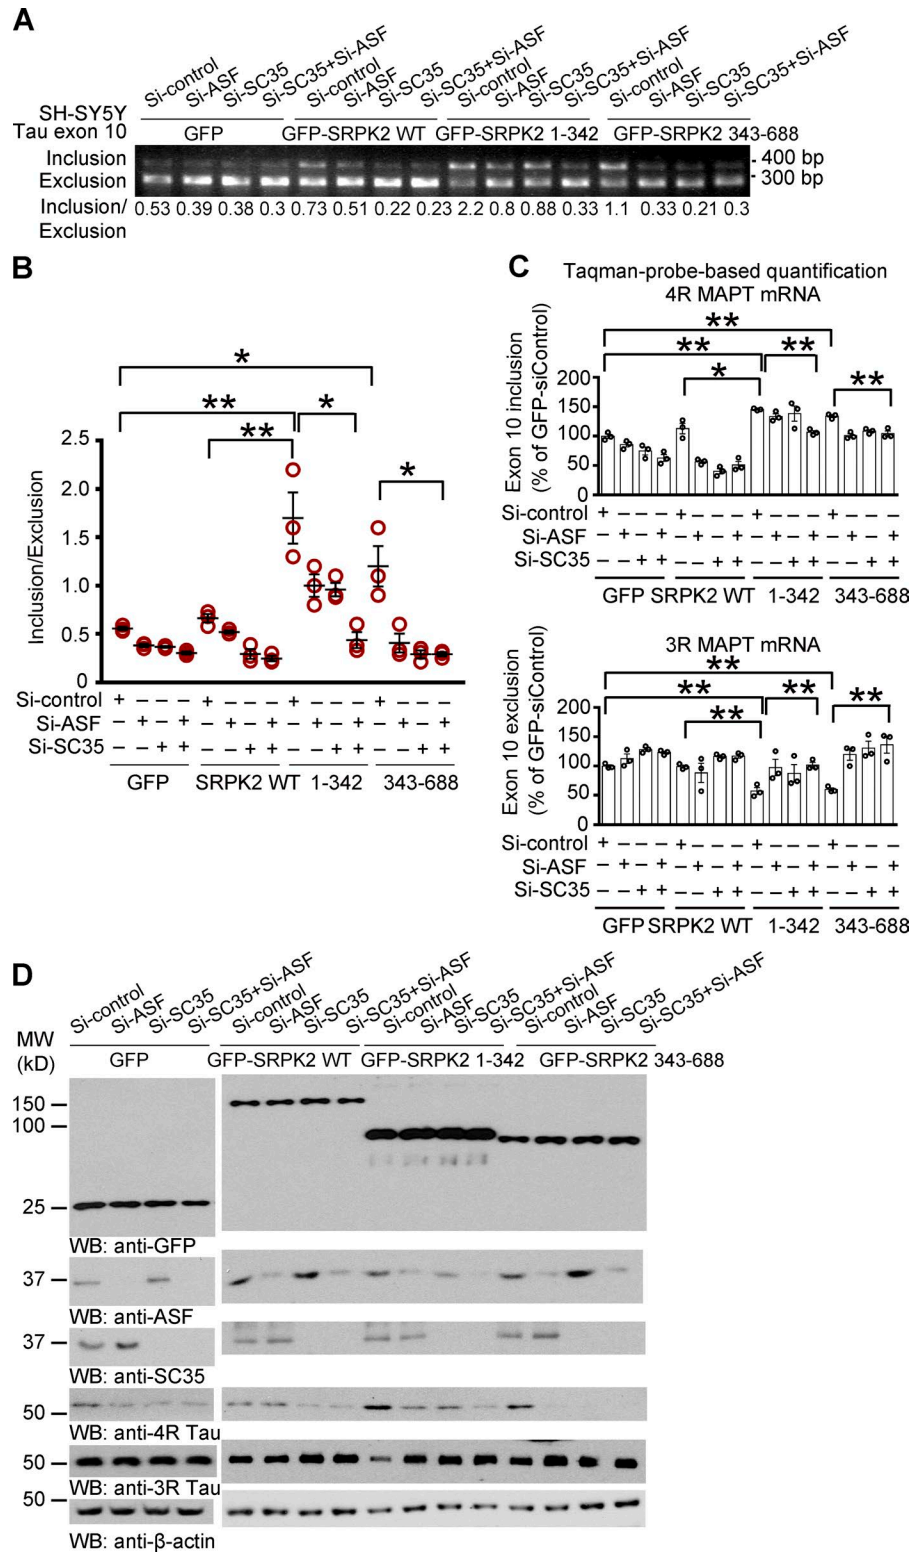 A
Si-control Si-ASF Si-SC35 Si-SC35+Si-ASF Si-control Si-ASF Si-SC35 Si-SC35+Si-ASF Si-control Si-ASF Si-SC35 Si-SC35+Si-ASF Si-control Si-ASF Si-SC35 Si-SC35+Si-ASF
SH-SY5Y
Tau exon 10 GFP GFP-SRPK2 WT GFP-SRPK2 1-342 GFP-SRPK2 343-688
Inclusion - 400 bp
Exclusion - 300 bp
Inclusion/ 0.53 0.39 0.38 0.3 0.73 0.51 0.22 0.23 2.2 0.8 0.88 0.33 1.1 0.33 0.21 0.3
Exclusion
B
*
** *
**
*
2.5
2.0
1.5
1.0
0.5
0
Inclusion/Exclusion
Si-control + – – – + – – – + – – – + – – –
Si-ASF – + – + – + – + – + – + – + – +
Si-SC35 – – + + – – + + – – + + – – + +
GFP SRPK2 WT 1-342 343-688
C
Taqman-probe-based quantification
4R MAPT mRNA
**
** **
* **
200
150
100
50
0
Exon 10 inclusion
(% of GFP-siControl)
Si-control + – – – + – – – + – – – + – – –
Si-ASF – + – + – + – + – + – + – + – +
Si-SC35 – – + + – – + + – – + + – – + +
GFP SRPK2 WT 1-342 343-688
3R MAPT mRNA
**
** ** **
**
200
150
100
50
0
Exon 10 exclusion
(% of GFP-siControl)
Si-control + – – – + – – – + – – – + – – –
Si-ASF – + – + – + – + – + – + – + – +
Si-SC35 – – + + – – + + – – + + – – + +
GFP SRPK2 WT 1-342 343-688
D
Si-control Si-ASF Si-SC35 Si-SC35+Si-ASF Si-control Si-ASF Si-SC35 Si-SC35+Si-ASF Si-control Si-ASF Si-SC35 Si-SC35+Si-ASF Si-control Si-ASF Si-SC35 Si-SC35+Si-ASF
MW
(kD) GFP GFP-SRPK2 WT GFP-SRPK2 1-342 GFP-SRPK2 343-688
150
100
25
WB: anti-GFP
37
WB: anti-ASF
37
WB: anti-SC35
50
WB: anti-4R Tau
50
WB: anti-3R Tau
50
WB: anti-β-actin